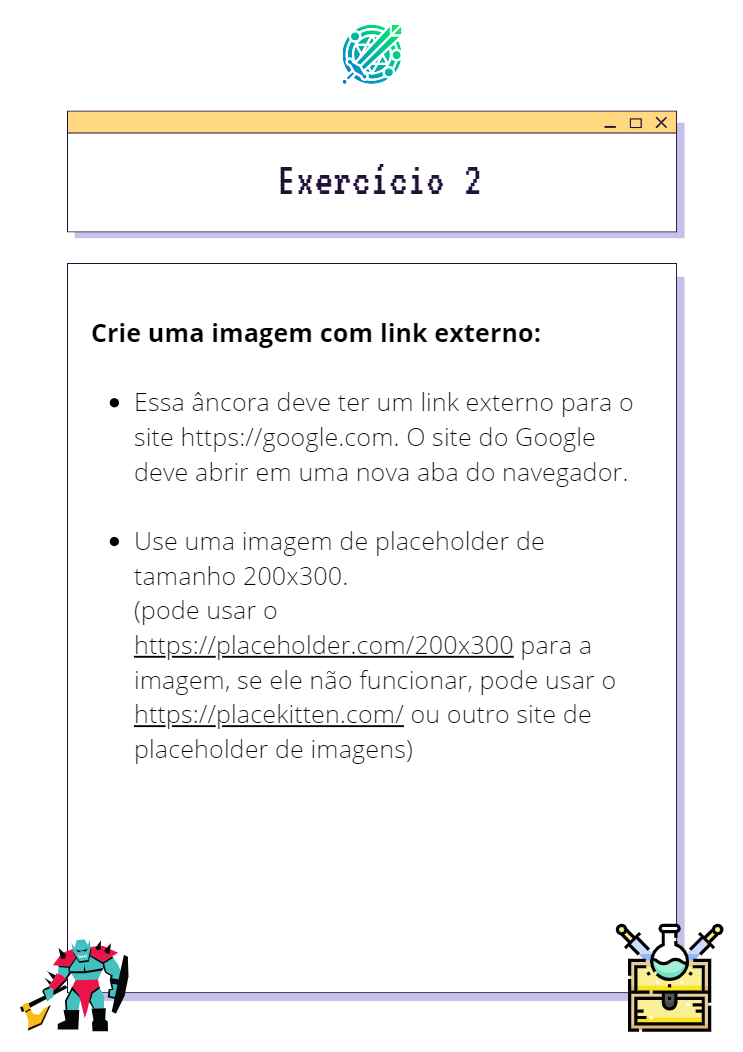 Exercício 2
Crie uma imagem com link externo:
• Essa âncora deve ter um link externo para o
site https://google.com. O site do Google
deve abrir em uma nova aba do navegador.
• Use uma imagem de placeholder de
tamanho 200x300.
(pode usar o
https://placeholder.com/200x300 para a
imagem, se ele não funcionar, pode usar o
https://placekitten.com/ ou outro site de
placeholder de imagens)